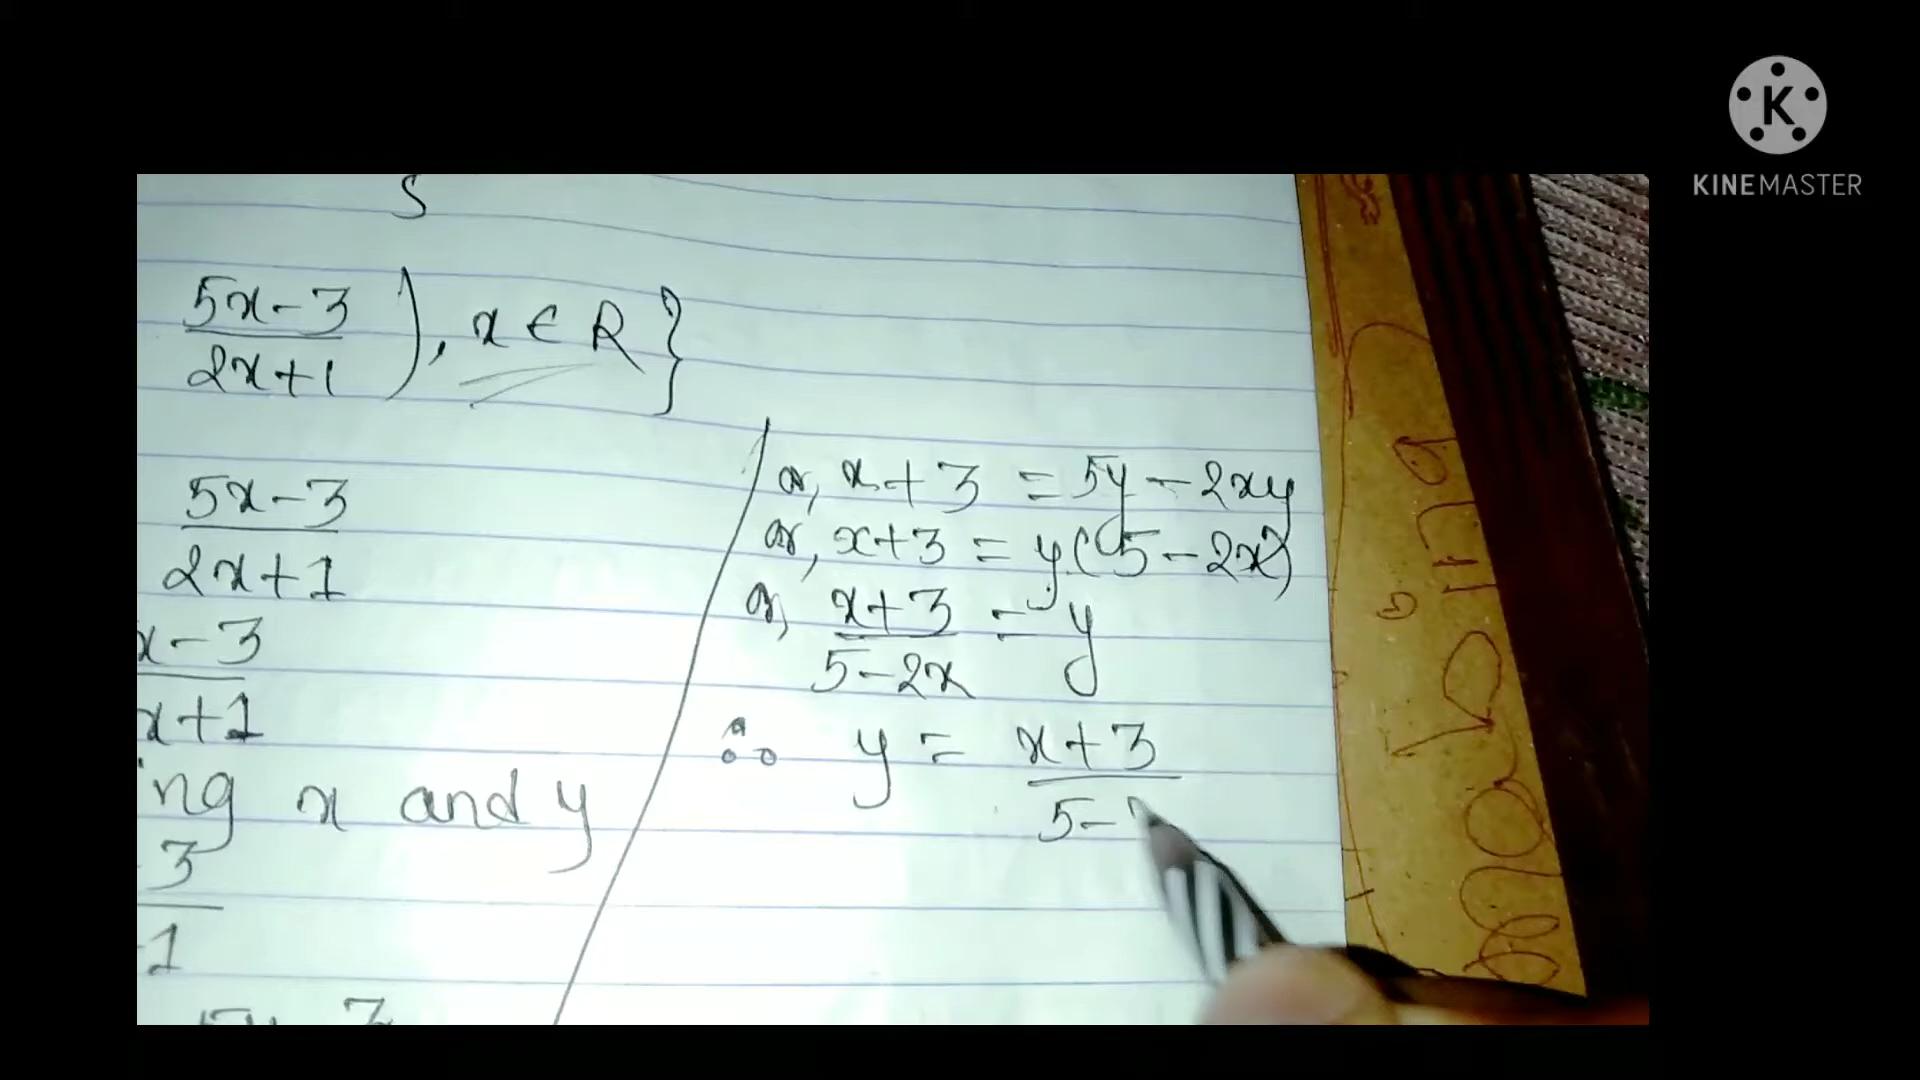 S
5x-3
2x+1 ), x ∈ R }
5x-3
2x+1
x-3
x+1
ing x and y
3
1
or, x+3 = 5y-2xy
or, x+3 = y(5-2x)
or, x+3
5-2x = y
∴ y = x+3
5-
K
KINEMASTER